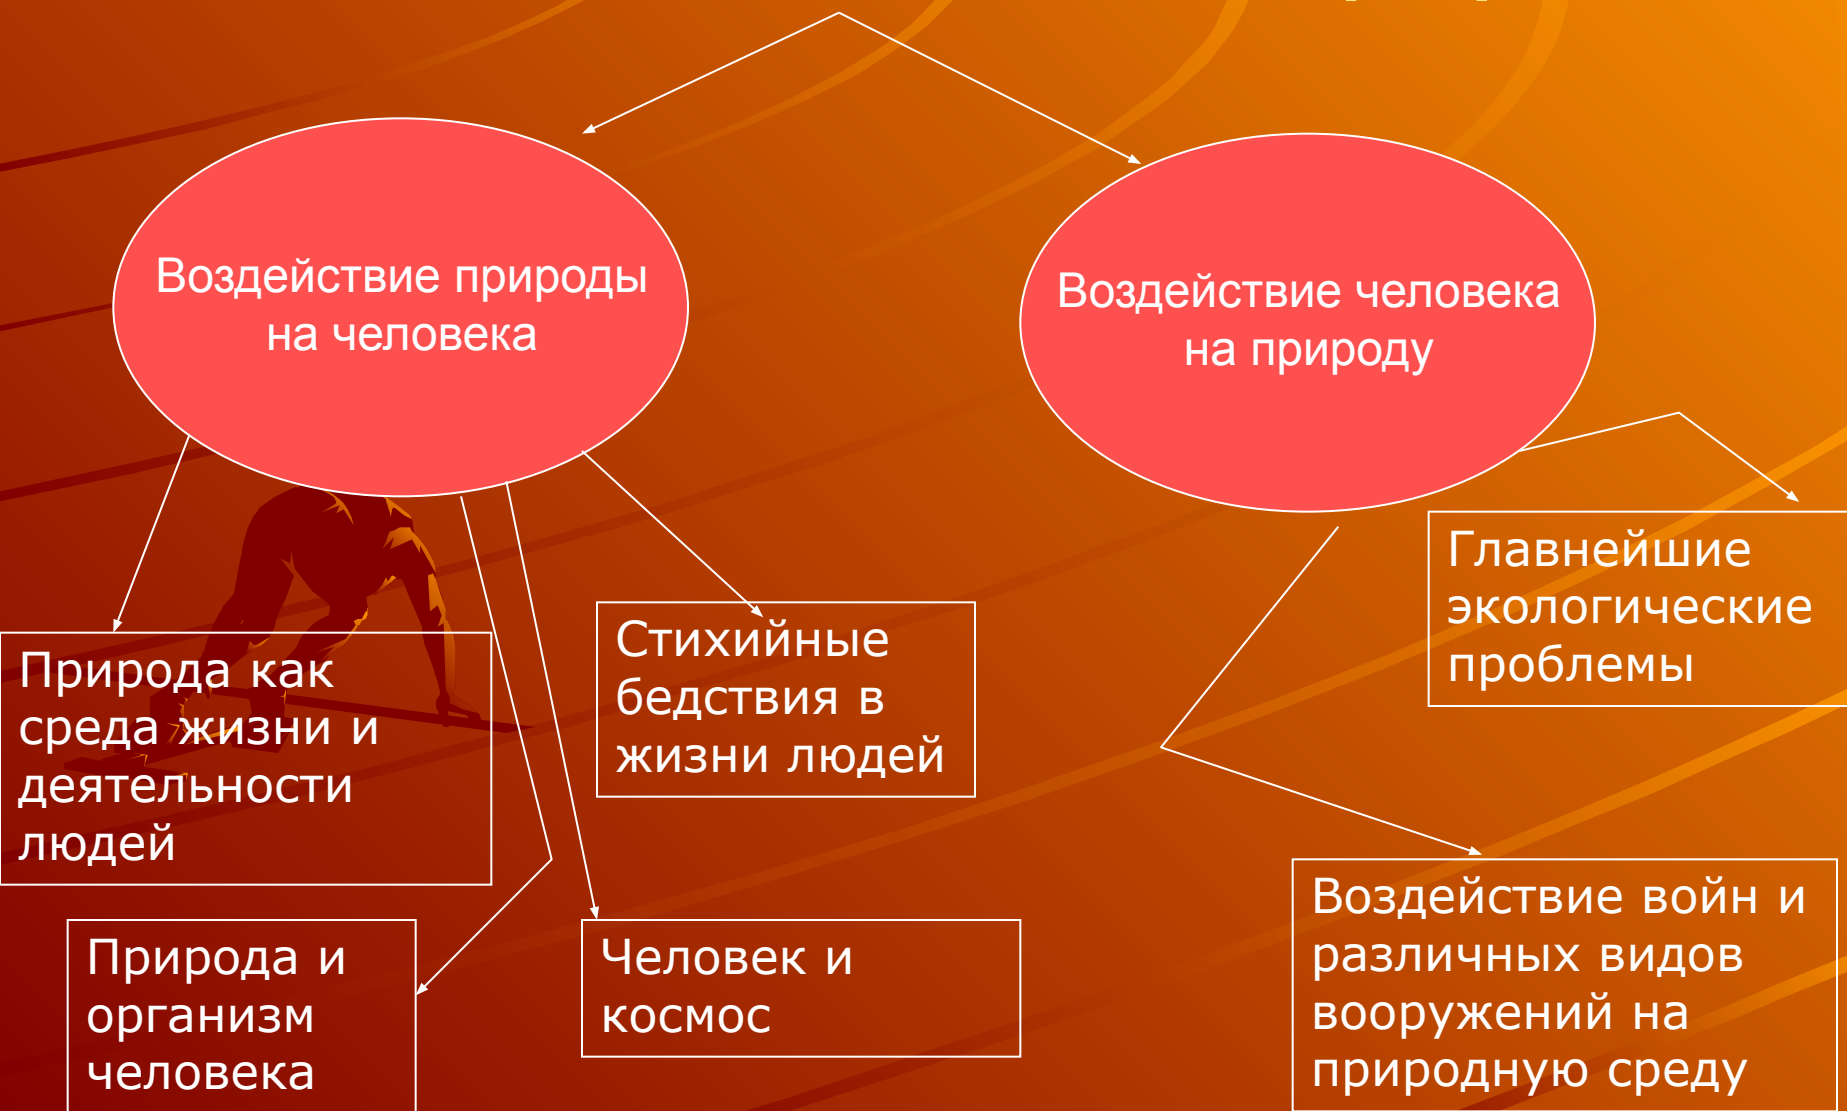 Воздействие природы
на человека
Воздействие человека
на природу
Главнейшие
экологические
проблемы
Стихийные
бедствия в
жизни людей
Природа как
среда жизни и
деятельности
людей
Природа и
организм
человека
Человек и
космос
Воздействие войн и
различных видов
вооружений на
природную среду